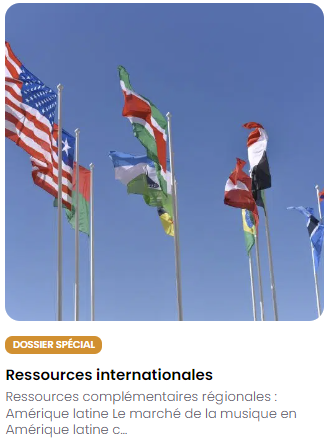 DOSSIER SPÉCIAL
Ressources internationales
Ressources complémentaires régionales :
Amérique latine Le marché de la musique en
Amérique latine c...